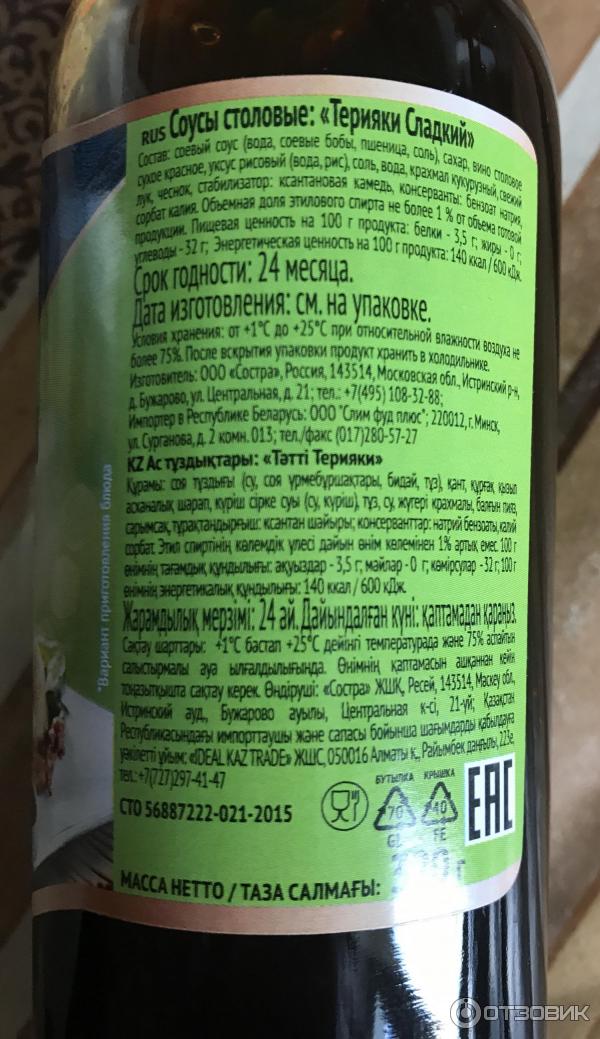 RUS Соусы столовые: «Терияки Сладкий»
Состав: соевый соус (вода, соевые бобы, пшеница, соль), сахар, вино столовое
сухое красное, уксус рисовый (вода, рис), соль, вода, крахмал кукурузный, свежий
лук, чеснок, стабилизатор: ксантановая камедь, консерванты: бензоат натрия,
сорбат калия. Объемная доля этилового спирта не более 1 % от объема готовой
продукции. Пищевая ценность на 100 г продукта: белки - 3,5 г; жиры - 0 г;
углеводы - 32 г; Энергетическая ценность на 100 г продукта: 140 ккал / 600 кДж.
Срок годности: 24 месяца.
Дата изготовления: см. на упаковке.
Условия хранения: от +1°С до +25°С при относительной влажности воздуха не
более 75%. После вскрытия упаковки продукт хранить в холодильнике.
Изготовитель: ООО «Состра», Россия, 143514, Московская обл., Истринский р-н,
д. Бужарово, ул. Центральная, д. 21; тел.: +7(495) 108-32-88;
Импортер в Республике Беларусь: ООО "Слим фуд плюс"; 220012, г. Минск,
ул. Сурганова, д. 2 комн. 013; тел./факс (017)280-57-27
KZ Ас тұздықтары: «Тәтті Терияки»
Құрамы: соя тұздығы (су, соя үрмебұршақтары, бидай, тұз), қант, құрғақ қызыл
асханалық шарап, күріш сірке суы (су, күріш), тұз, су, жүгері крахмалы, балғын пияз,
сарымсақ, тұрақтандырғыш: ксантан шайыры; консерванттар: натрий бензоаты, калий
сорбат. Этил спиртінің көлемдік үлесі дайын өнім көлемінен 1% артық емес. 100 г
өнімнің тағамдық құндылығы: ақуыздар - 3,5 г; майлар - 0 г; көмірсулар - 32 г; 100 г
өнімнің энергетикалық құндылығы: 140 ккал / 600 кДж.
Жарамдылық мерзімі: 24 ай. Дайындалған күні: қаптамадан қараңыз.
Сақтау шарттары: +1°С бастап +25°С дейінгі температурада және 75% аспайтын
салыстырмалы ауа ылғалдылығында. Өнімнің қаптамасын ашқаннан кейін
тоңазытқышта сақтау керек. Өндіруші: «Состра» ЖШҚ, Ресей, 143514, Мәскеу обл.,
Истринский ауд., Бужарово ауылы, Центральная к-сі, 21-үй; Қазақстан
Республикасындағы импорттаушы және сапасы бойынша шағымдарды қабылдауға
уәкілетті ұйым: «IDEAL KAZ TRADE» ЖШС, 050016 Алматы қ., Райымбек даңғылы, 223е,
тел.: +7(727)297-41-47
СТО 56887222-021-2015
БУТЫЛКА КРЫШКА
70 40
GL FE
EAC
МАССА НЕТТО / ТАЗА САЛМАҒЫ:
*Вариант приготовления блюда
ОТЗОВИК